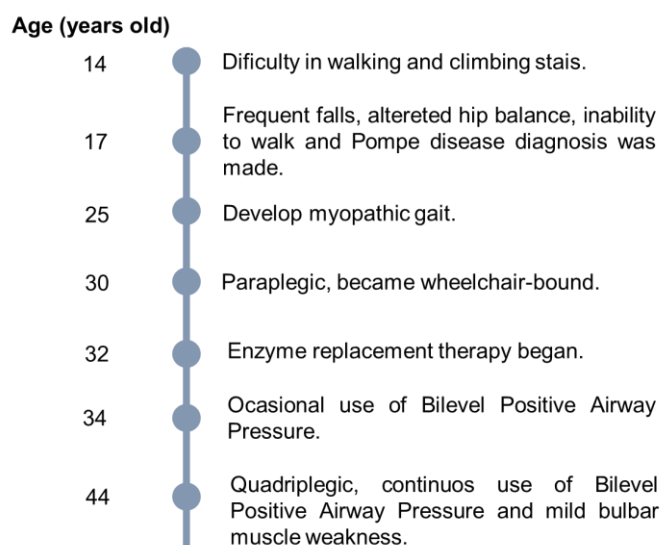 Age (years old)
14
Dificulty in walking and climbing stais.
17
Frequent falls, altereted hip balance, inability
to walk and Pompe disease diagnosis was
made.
25
Develop myopathic gait.
30
Paraplegic, became wheelchair-bound.
32
Enzyme replacement therapy began.
34
Ocasional use of Bilevel Positive Airway
Pressure.
44
Quadriplegic, continuos use of Bilevel
Positive Airway Pressure and mild bulbar
muscle weakness.